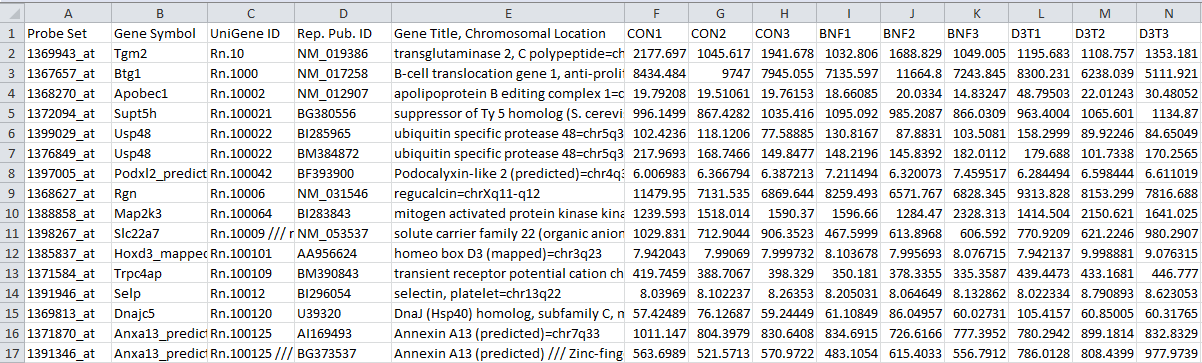 A B C D E F G H I J K L M N
1 Probe Set Gene Symbol UniGene ID Rep. Pub. ID Gene Title, Chromosomal Location CON1 CON2 CON3 BNF1 BNF2 BNF3 D3T1 D3T2 D3T3
2 1369943_at Tgm2 Rn.10 NM_019386 transglutaminase 2, C polypeptide=ch 2177.697 1045.617 1941.678 1032.806 1688.829 1049.005 1195.683 1108.757 1353.181
3 1367657_at Btg1 Rn.1000 NM_017258 B-cell translocation gene 1, anti-prolif 8434.484 9747 7945.055 7135.597 11664.8 7243.845 8300.231 6238.039 5111.921
4 1368270_at Apobec1 Rn.10002 NM_012907 apolipoprotein B editing complex 1=c 19.79208 19.51061 19.76153 18.66085 20.0334 14.83247 48.79503 22.01243 30.48052
5 1372094_at Supt5h Rn.100021 BG380556 suppressor of Ty 5 homolog (S. cerevi 996.1499 867.4282 1035.416 1095.092 985.2087 866.0309 963.4004 1065.601 1134.87
6 1399029_at Usp48 Rn.100022 BI285965 ubiquitin specific protease 48=chr5q3 102.4236 118.1206 77.58885 130.8167 87.8831 103.5081 158.2999 89.92246 84.65049
7 1376849_at Usp48 Rn.100022 BM384872 ubiquitin specific protease 48=chr5q3 217.9693 168.7466 149.8477 148.2196 145.8392 182.0112 179.688 101.7338 170.2565
8 1397005_at Podxl2_predict Rn.100042 BF393900 Podocalyxin-like 2 (predicted)=chr4q3 6.006983 6.366794 6.387213 7.211494 6.320073 7.459517 6.284494 6.598444 6.611019
9 1368627_at Rgn Rn.10006 NM_031546 regucalcin=chrXq11-q12 11479.95 7131.535 6869.644 8259.493 6571.767 6828.345 9313.828 8153.299 7816.688
10 1388858_at Map2k3 Rn.100064 BI283843 mitogen activated protein kinase kina 1239.593 1518.014 1590.37 1596.66 1284.47 2328.313 1414.504 2150.621 1641.025
11 1398267_at Slc22a7 Rn.10009 /// r NM_053537 solute carrier family 22 (organic anion 1029.831 712.9044 906.3523 467.5999 613.8968 606.592 770.9209 621.2246 980.2907
12 1385837_at Hoxd3_mapped Rn.100101 AA956624 homeo box D3 (mapped)=chr3q23 7.942043 7.99069 7.999732 8.103678 7.995693 8.076715 7.942137 9.998881 9.076315
13 1371584_at Trpc4ap Rn.100109 BM390843 transient receptor potential cation ch 419.7459 388.7067 398.329 350.181 378.3355 335.3587 439.4473 433.1681 446.777
14 1391946_at Selp Rn.10012 BI296054 selectin, platelet=chr13q22 8.03969 8.102237 8.26353 8.205031 8.064649 8.132862 8.022334 8.790893 8.623053
15 1369813_at Dnajc5 Rn.100120 U39320 DnaJ (Hsp40) homolog, subfamily C, m 57.42489 76.12687 59.24449 61.10849 86.04957 60.02731 105.4157 60.85005 60.31765
16 1371870_at Anxa13_predict Rn.100125 AI169493 Annexin A13 (predicted)=chr7q33 1011.147 804.3979 830.6408 834.6915 726.6166 777.3952 780.2942 899.1814 832.8329
17 1391346_at Anxa13_predict Rn.100125 /// BG373537 Annexin A13 (predicted) /// Zinc-fing 563.6989 521.5713 570.9722 483.1054 615.4033 556.7912 786.0128 808.4399 977.9732